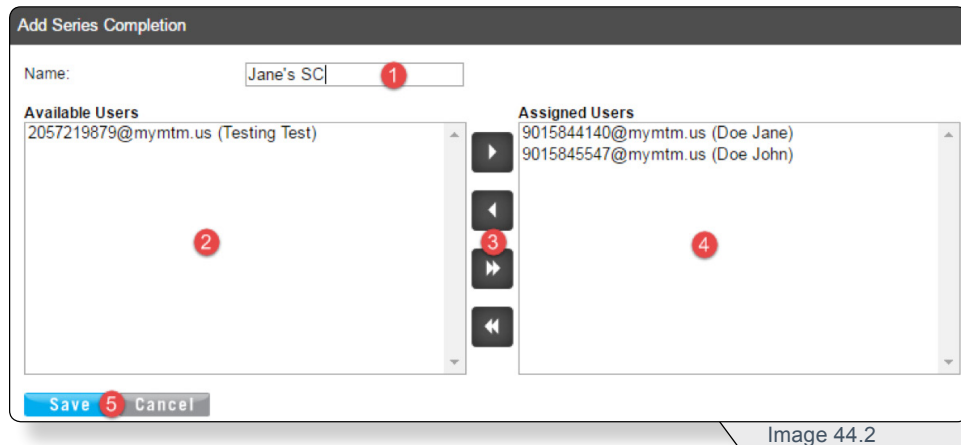 Add Series Completion
Name: Jane's SC 1
Available Users
2057219879@mymtm.us (Testing Test)
2
3
Assigned Users
9015844140@mymtm.us (Doe Jane)
9015845547@mymtm.us (Doe John)
4
Save 5 Cancel
Image 44.2